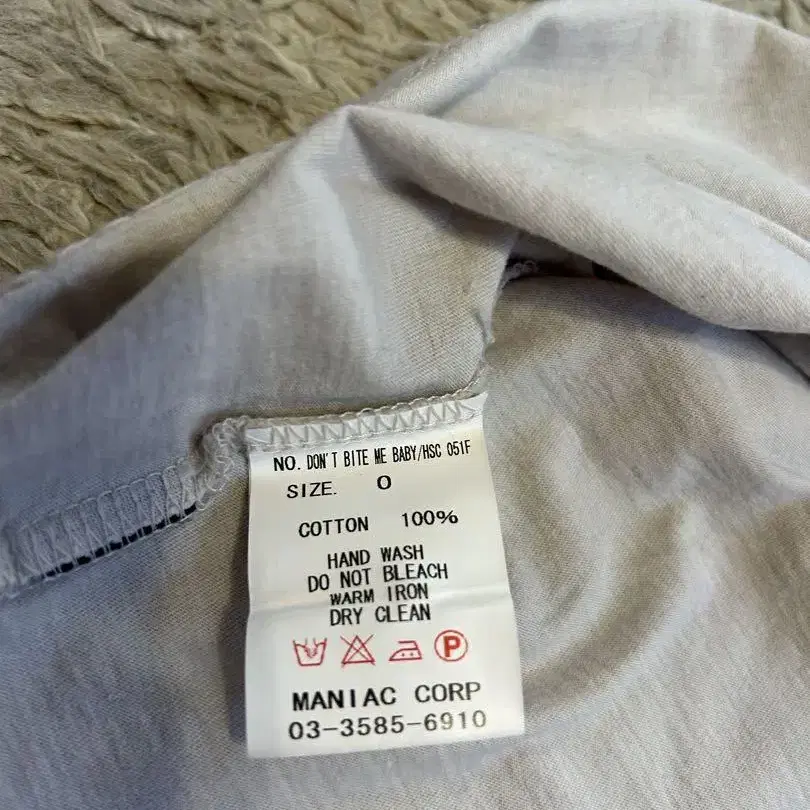 NO. DON'T BITE ME BABY/HSC 051F
SIZE. O
COTTON 100%
HAND WASH
DO NOT BLEACH
WARM IRON
DRY CLEAN
P
MANIAC CORP
03-3585-6910